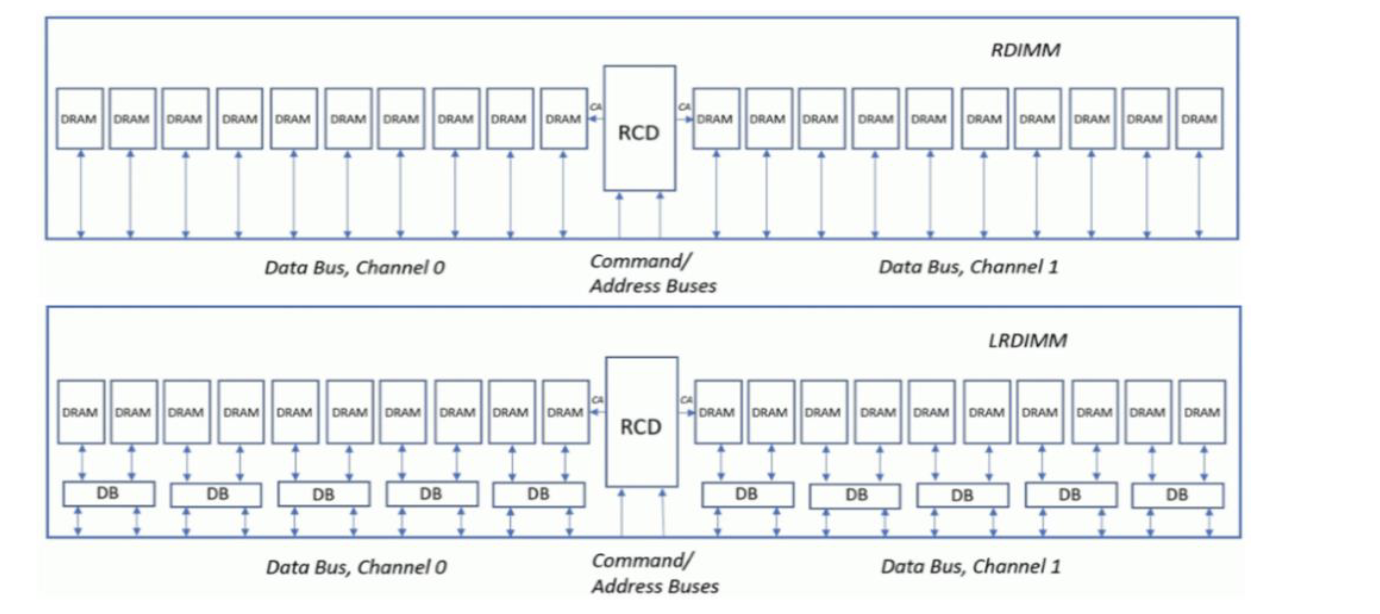 RDIMM
CA CA
DRAM DRAM DRAM DRAM DRAM DRAM DRAM DRAM DRAM DRAM RCD DRAM DRAM DRAM DRAM DRAM DRAM DRAM DRAM DRAM DRAM
Data Bus, Channel 0
Command/
Address Buses
Data Bus, Channel 1
LRDIMM
CA CA
DRAM DRAM DRAM DRAM DRAM DRAM DRAM DRAM DRAM DRAM RCD DRAM DRAM DRAM DRAM DRAM DRAM DRAM DRAM DRAM DRAM
DB DB DB DB DB DB DB DB DB DB
Data Bus, Channel 0
Command/
Address Buses
Data Bus, Channel 1